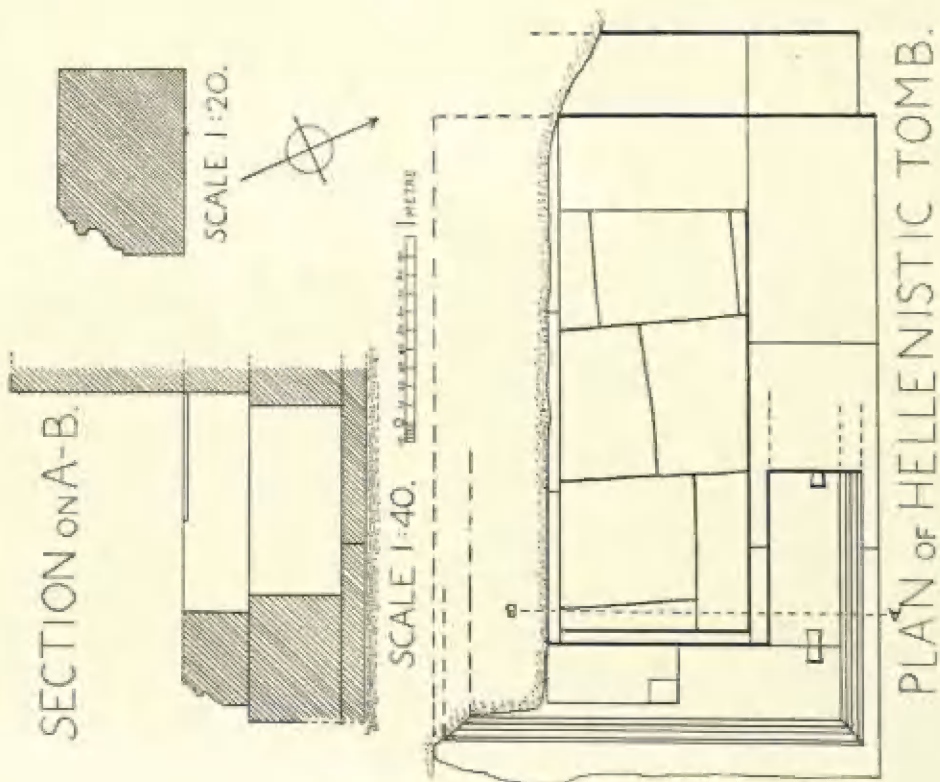 SCALE 1:20.
SECTION ON A-B.
SCALE 1:40.
1 METRE
B
A
PLAN OF HELLENISTIC TOMB.